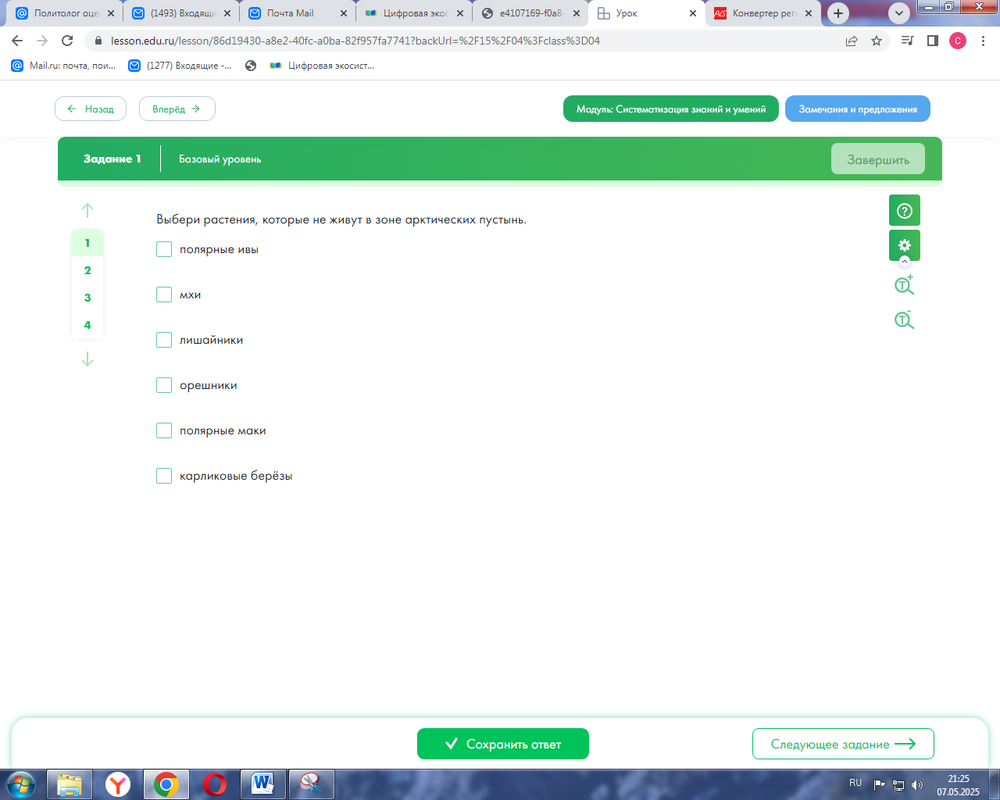 Политолог оцен
(1493) Входящие
Почта Mail
Цифровая экос
e4107169-f0a8-
Урок
Конвертер реги
lesson.edu.ru/lesson/86d19430-a8e2-40fc-a0ba-82f957fa7741?backUrl=%2F15%2F04%3Fclass%3D04
C
Mail.ru: почта, пои...
(1277) Входящие -...
Цифровая экосист...
Назад
Вперёд
Модуль: Систематизация знаний и умений
Замечания и предложения
Задание 1
Базовый уровень
Завершить
Выбери растения, которые не живут в зоне арктических пустынь.
1
полярные ивы
2
мхи
3
лишайники
4
орешники
полярные маки
карликовые берёзы
Сохранить ответ
Следующее задание
RU
21:25
07.05.2025